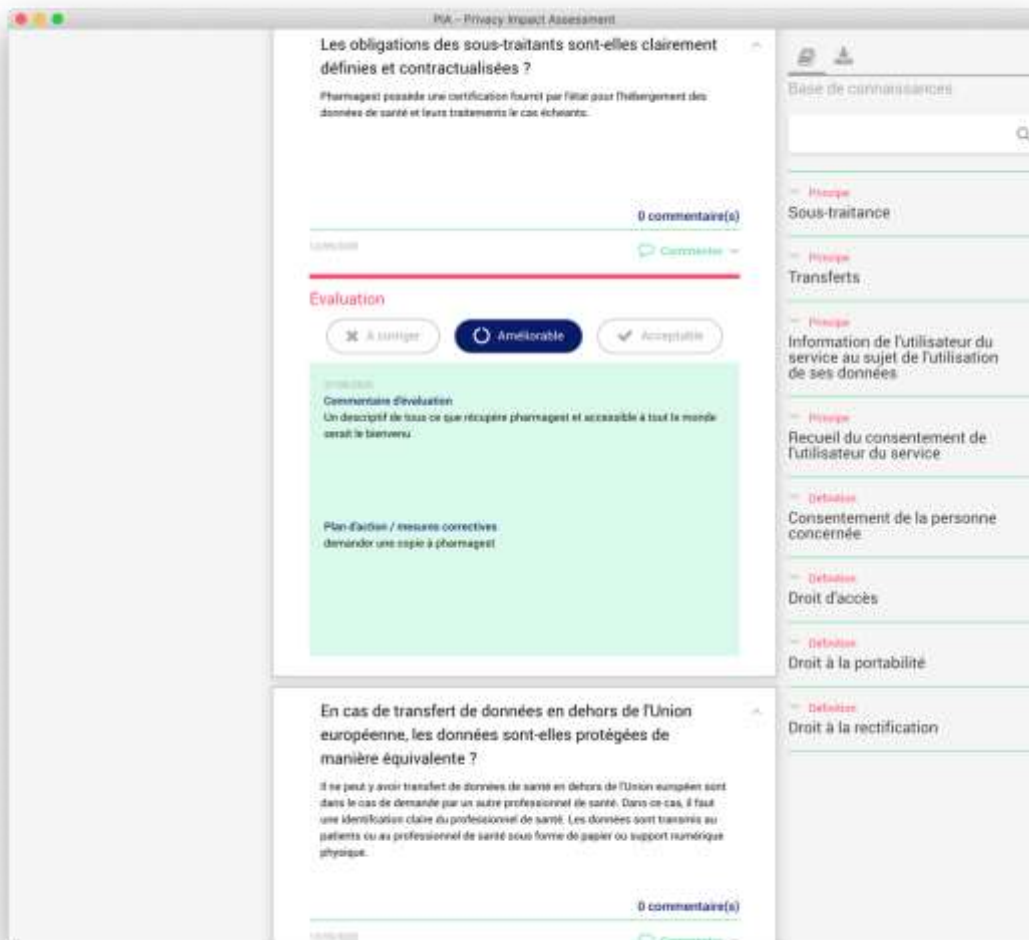 PIA – Privacy Impact Assessment
Les obligations des sous-traitants sont-elles clairement
définies et contractualisées ?
Pharmagest possède une certification fournit par l'état pour l'hébergement des
données de santé et leurs traitements le cas écheants.
0 commentaire(s)
Commenter
Évaluation
À corriger
Améliorable
Acceptable
Commentaire d'évaluation
Un descriptif de tous ce que récupère pharmagest et accessible à tout le monde
serait le bienvenu
Plan d'action / mesures correctives
demander une copie à pharmagest
En cas de transfert de données en dehors de l'Union
européenne, les données sont-elles protégées de
manière équivalente ?
Il ne peut y avoir transfert de données de santé en dehors de l'Union européen sont
dans le cas de demande par un autre professionnel de santé. Dans ce cas, il faut
une identification claire du professionnel de santé. Les données sont transmis au
patients ou au professionnel de santé sous forme de papier ou support numérique
physique.
0 commentaire(s)
Commenter
Base de connaissances
Principe
Sous-traitance
Principe
Transferts
Principe
Information de l'utilisateur du
service au sujet de l'utilisation
de ses données
Principe
Recueil du consentement de
l'utilisateur du service
Définition
Consentement de la personne
concernée
Définition
Droit d'accès
Définition
Droit à la portabilité
Définition
Droit à la rectification